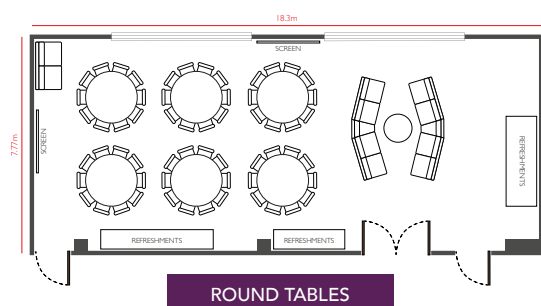 18.3m
SCREEN
7.77m
SCREEN
REFRESHMENTS
REFRESHMENTS
REFRESHMENTS
ROUND TABLES